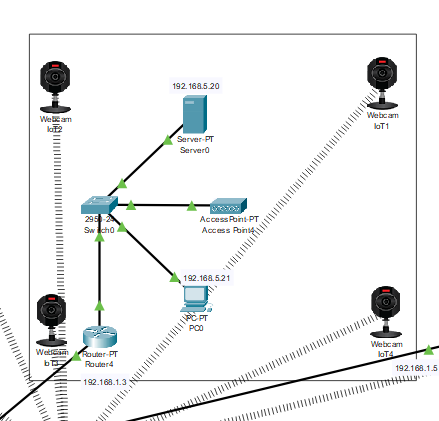 192.168.5.20
Webcam
IoT2
Webcam
IoT1
Server-PT
Server0
2950-24
Switch0
AccessPoint-PT
Access Point4
192.168.5.21
PC-PT
PC0
Webcam
IoT3
Router-PT
Router4
Webcam
IoT4
192.168.1.3
192.168.1.5